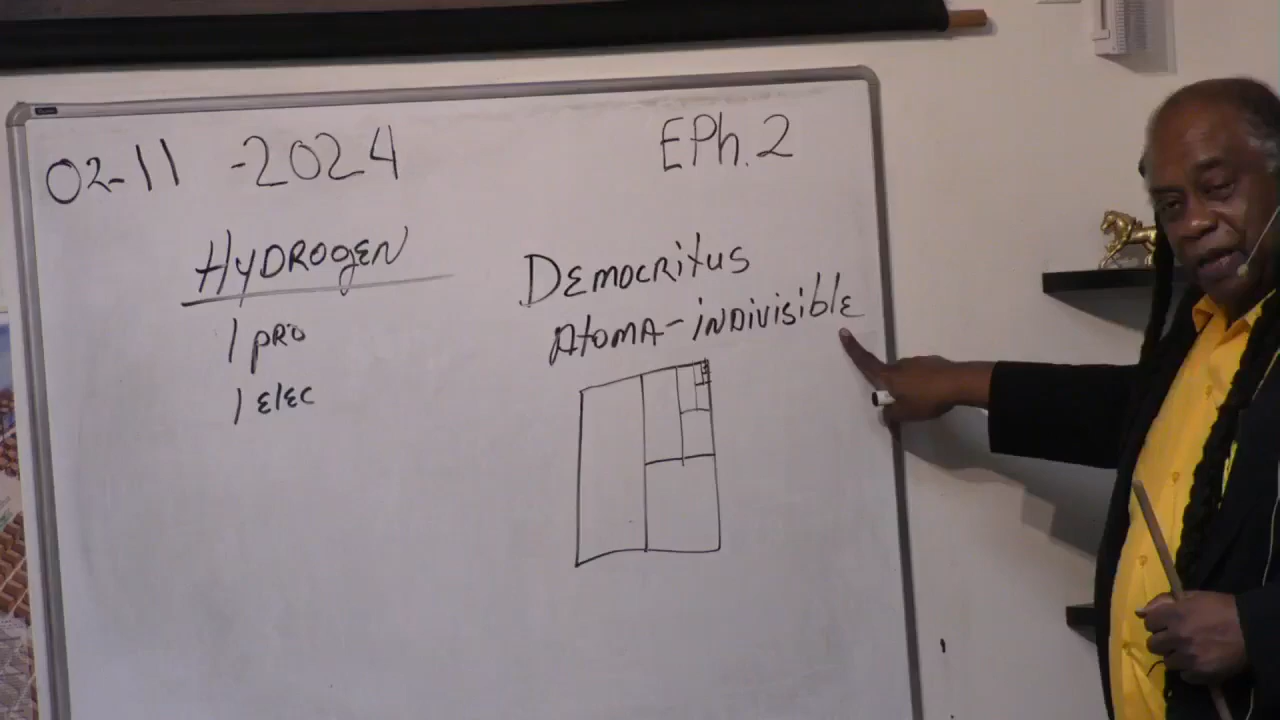 02-11 -2024
EPh. 2
HYDROgEN
1 pro
1 ElEC
DEMOCRitUS
AtOMA-iNDiVisiblE